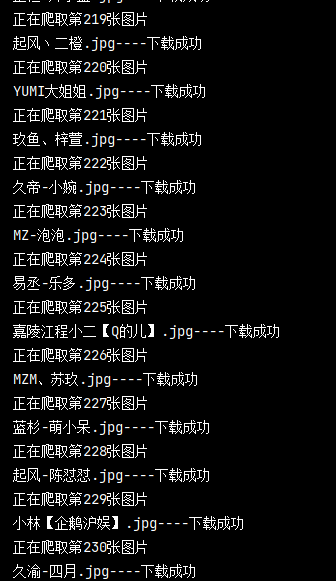 正在爬取第219张图片
起风丶二橙.jpg----下载成功
正在爬取第220张图片
YUMI大姐姐.jpg----下载成功
正在爬取第221张图片
玖鱼、梓萱.jpg----下载成功
正在爬取第222张图片
久帝-小婉.jpg----下载成功
正在爬取第223张图片
MZ-泡泡.jpg----下载成功
正在爬取第224张图片
易丞-乐多.jpg----下载成功
正在爬取第225张图片
嘉陵江程小二【Q的儿】.jpg----下载成功
正在爬取第226张图片
MZM、苏玖.jpg----下载成功
正在爬取第227张图片
蓝杉-萌小呆.jpg----下载成功
正在爬取第228张图片
起风-陈怼怼.jpg----下载成功
正在爬取第229张图片
小林【企鹅沪娱】.jpg----下载成功
正在爬取第230张图片
久渝-四月.jpg----下载成功